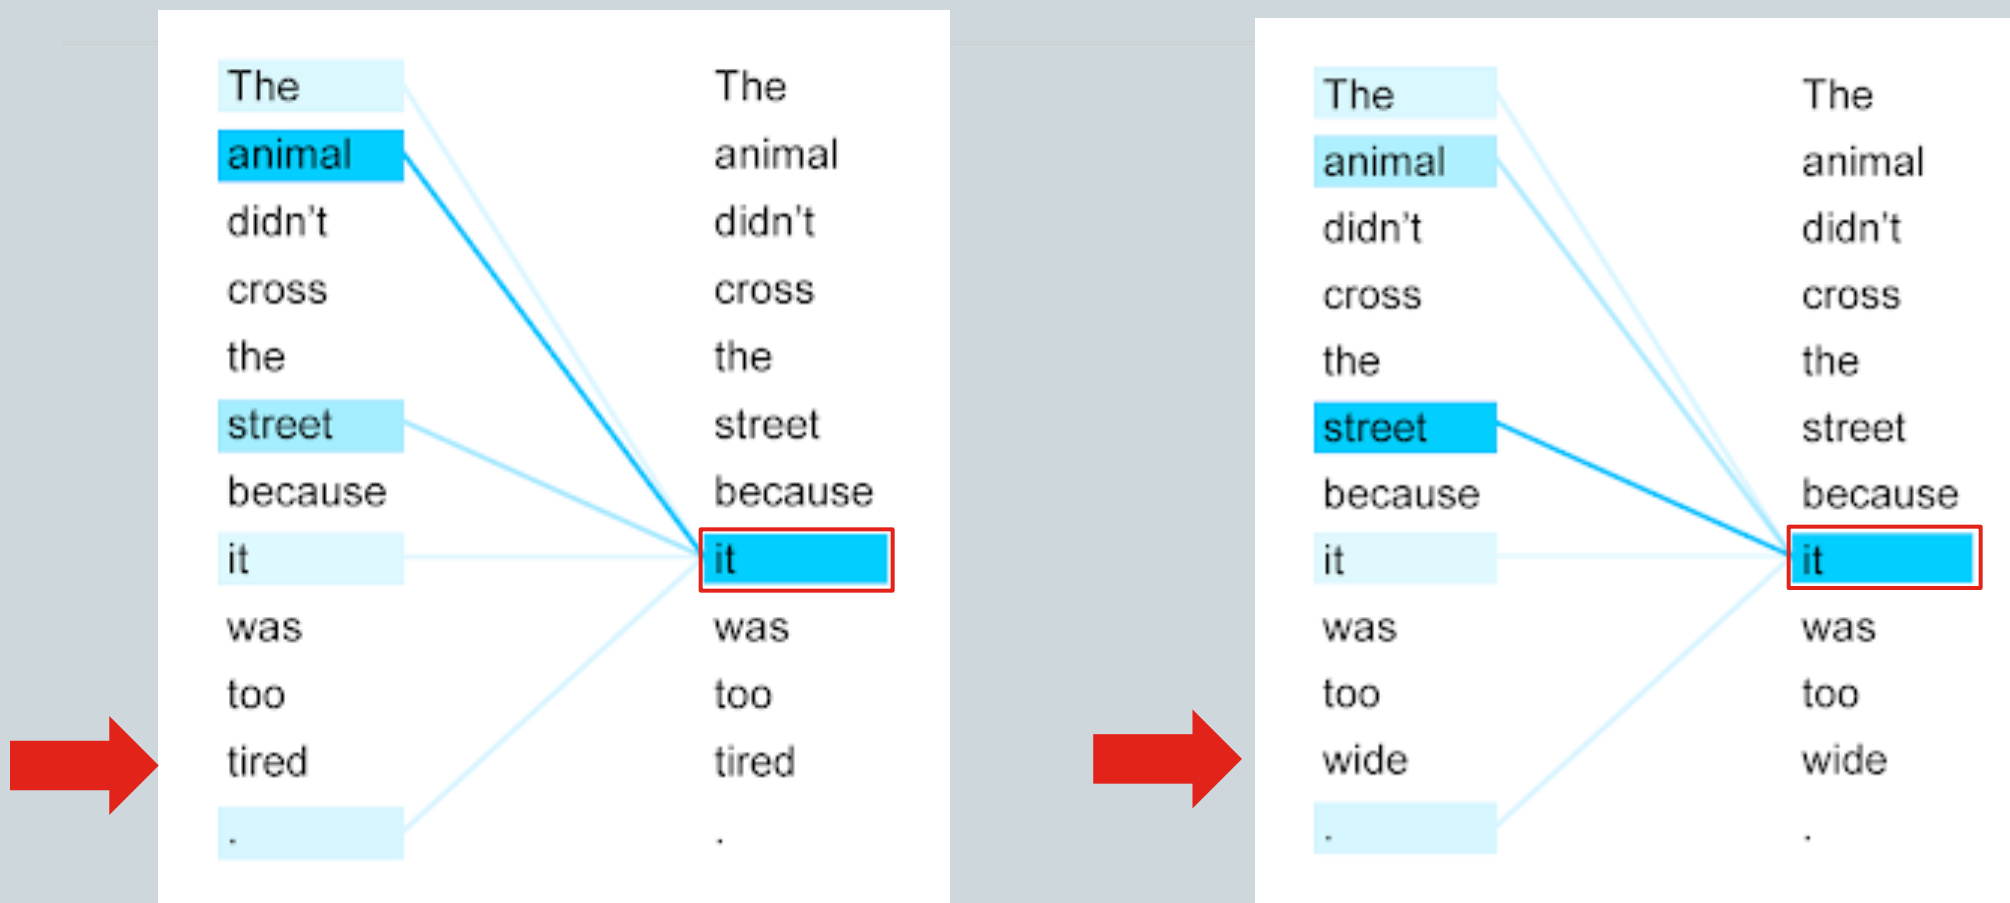 The The
animal animal
didn't didn't
cross cross
the the
street street
because because
it it
was was
too too
tired tired
. .
The The
animal animal
didn't didn't
cross cross
the the
street street
because because
it it
was was
too too
wide wide
. .